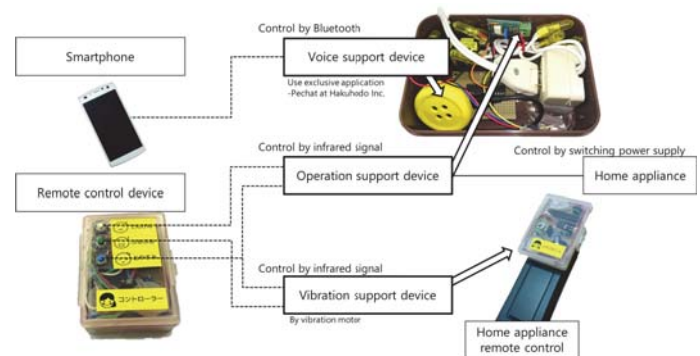 Control by Bluetooth
Smartphone
Voice support device
Use exclusive application
-Pechat at Hakuhodo Inc.
Control by infrared signal
Control by switching power supply
Operation support device
Home appliance
Remote control device
コントローラー
Control by infrared signal
Vibration support device
By vibration motor
Home appliance
remote control